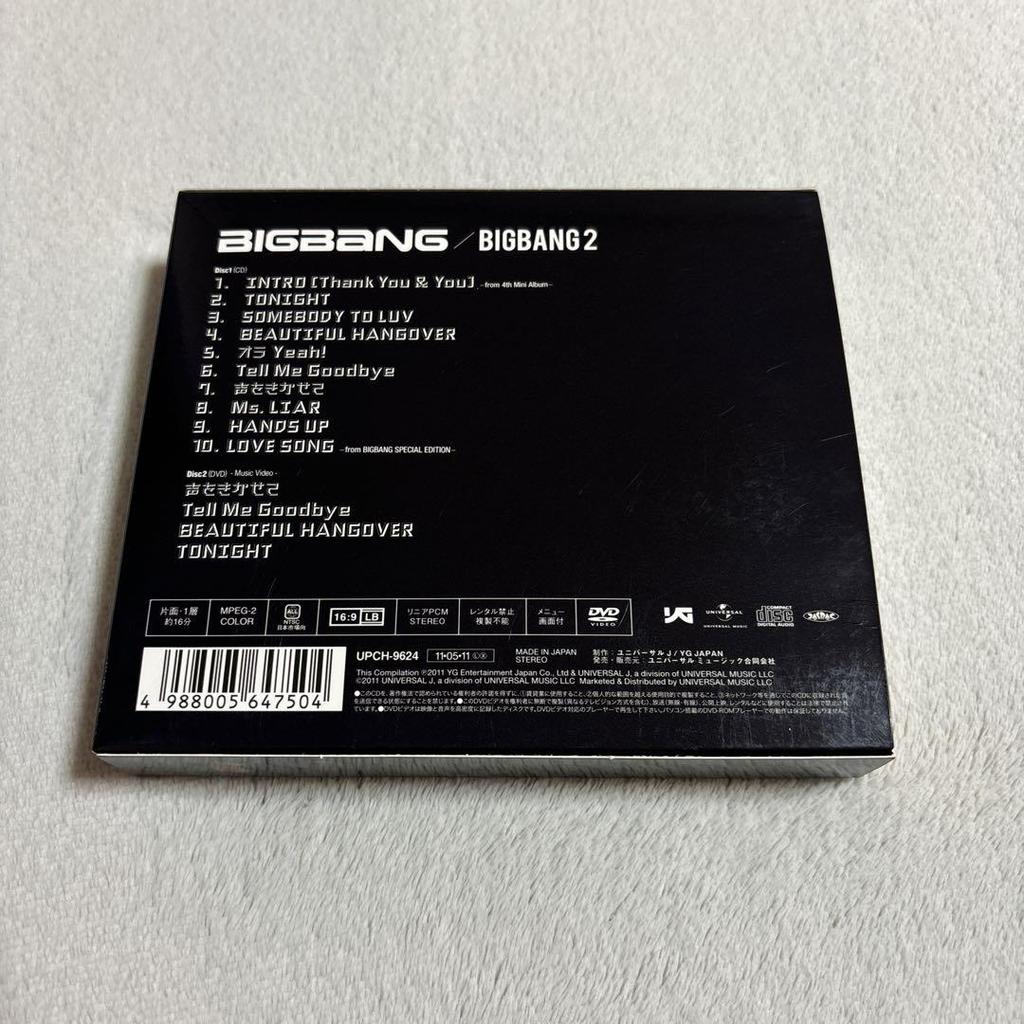 BIGBANG / BIGBANG2
Disc1 (CD)
1. INTRO [Thank You & You] -from 4th Mini Album-
2. TONIGHT
3. SOMEBODY TO LUV
4. BEAUTIFUL HANGOVER
5. オラ Yeah!
6. Tell Me Goodbye
7. 声をきかせて
8. Ms. LIAR
9. HANDS UP
10. LOVE SONG -from BIGBANG SPECIAL EDITION-
Disc2 (DVD) - Music Video -
声をきかせて
Tell Me Goodbye
BEAUTIFUL HANGOVER
TONIGHT
片面・1層 約16分
MPEG-2 COLOR
ALL NTSC 日本市場向
16:9 LB
リニアPCM STEREO
レンタル禁止 複製不能
メニュー 画面付
DVD VIDEO
YG
UNIVERSAL
UNIVERSAL MUSIC
COMPACT disc DIGITAL AUDIO
4 988005 647504
UPCH-9624
11・05・11
MADE IN JAPAN
STEREO
制作：ユニバーサル J / YG JAPAN
発売・販売元：ユニバーサル ミュージック合同会社
This Compilation ℗2011 YG Entertainment Japan Co., Ltd & UNIVERSAL J, a division of UNIVERSAL MUSIC LLC
©2011 UNIVERSAL J, a division of UNIVERSAL MUSIC LLC Marketed & Distributed by UNIVERSAL MUSIC LLC